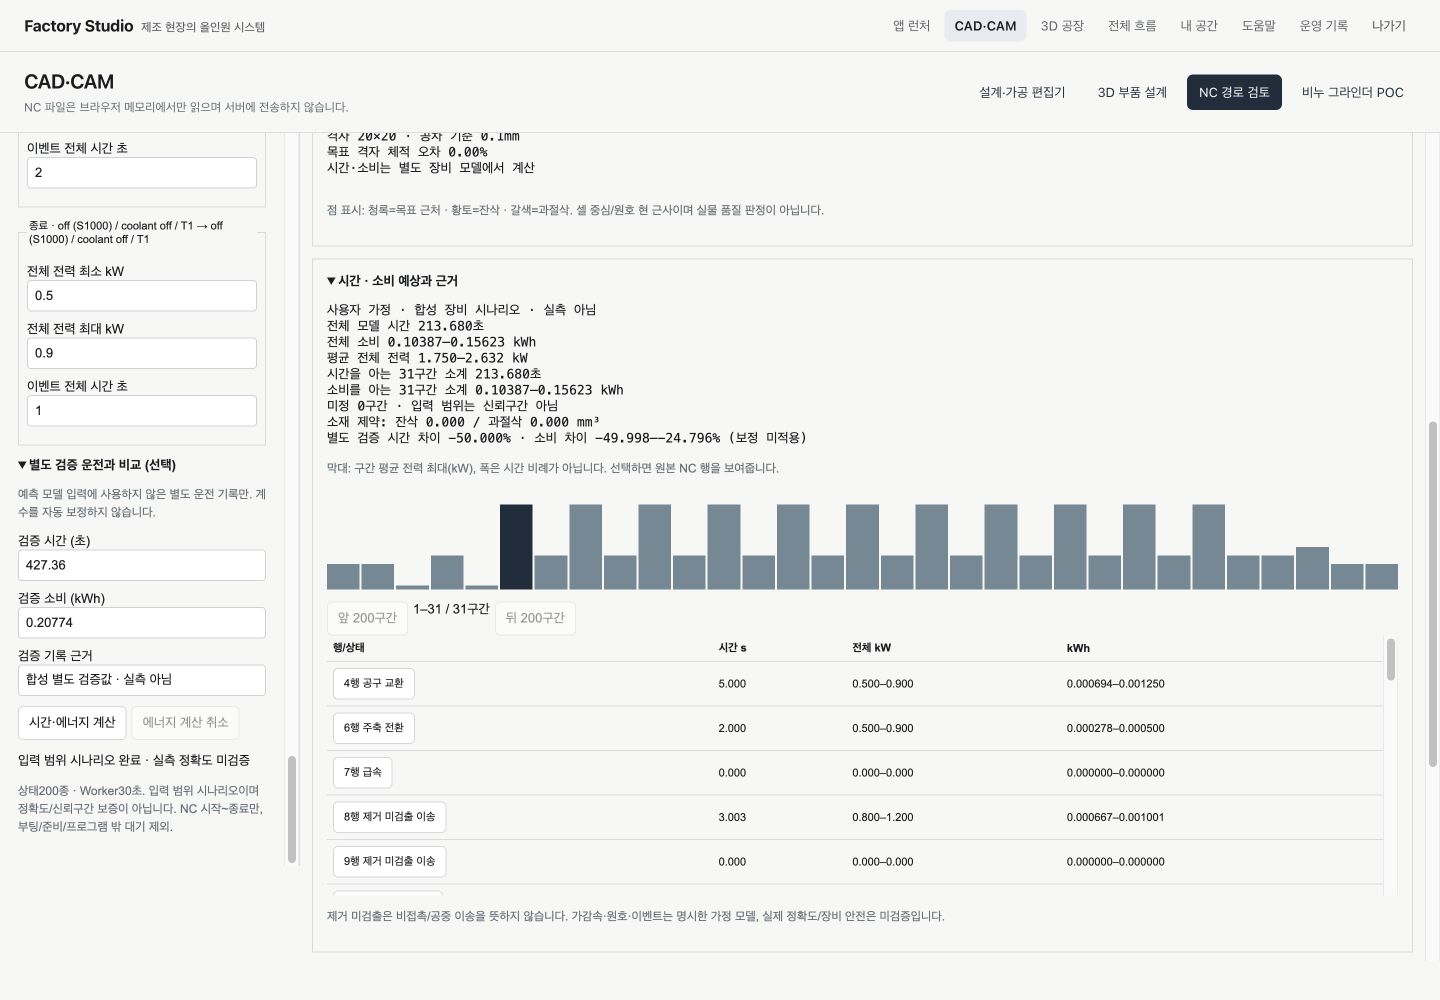 Factory Studio 제조 현장의 올인원 시스템
앱 런처
CAD·CAM
3D 공장
전체 흐름
내 공간
도움말
운영 기록
나가기
CAD·CAM
NC 파일은 브라우저 메모리에서만 읽으며 서버에 전송하지 않습니다.
설계·가공 편집기
3D 부품 설계
NC 경로 검토
비누 그라인더 POC
이벤트 전체 시간 초
2
종료 · off (S1000) / coolant off / T1 → off
(S1000) / coolant off / T1
전체 전력 최소 kW
0.5
전체 전력 최대 kW
0.9
이벤트 전체 시간 초
1
▼별도 검증 운전과 비교 (선택)
예측 모델 입력에 사용하지 않은 별도 운전 기록만. 계
수를 자동 보정하지 않습니다.
검증 시간 (초)
427.36
검증 소비 (kWh)
0.20774
검증 기록 근거
합성 별도 검증값 · 실측 아님
시간·에너지 계산
에너지 계산 취소
입력 범위 시나리오 완료 · 실측 정확도 미검증
상태200종 · Worker30초. 입력 범위 시나리오이며
정확도/신뢰구간 보증이 아닙니다. NC 시작~종료만,
부팅/준비/프로그램 밖 대기 제외.
격자 20×20 · 공차 기준 0.1mm
목표 격자 체적 오차 0.00%
시간·소비는 별도 장비 모델에서 계산
점 표시: 청록=목표 근처 · 황토=잔삭 · 갈색=과절삭. 셀 중심/원호 현 근사이며 실물 품질 판정이 아닙니다.
▼시간 · 소비 예상과 근거
사용자 가정 · 합성 장비 시나리오 · 실측 아님
전체 모델 시간 213.680초
전체 소비 0.10387–0.15623 kWh
평균 전체 전력 1.750–2.632 kW
시간을 아는 31구간 소계 213.680초
소비를 아는 31구간 소계 0.10387–0.15623 kWh
미정 0구간 · 입력 범위는 신뢰구간 아님
소재 제약: 잔삭 0.000 / 과절삭 0.000 mm³
별도 검증 시간 차이 -50.000% · 소비 차이 -49.998–-24.796% (보정 미적용)
막대: 구간 평균 전력 최대(kW), 폭은 시간 비례가 아닙니다. 선택하면 원본 NC 행을 보여줍니다.
앞 200구간
1–31 / 31구간
뒤 200구간
행/상태 시간 s 전체 kW kWh
4행 공구 교환 5.000 0.500–0.900 0.000694–0.001250
6행 주축 전환 2.000 0.500–0.900 0.000278–0.000500
7행 급속 0.000 0.000–0.000 0.000000–0.000000
8행 제거 미검출 이송 3.003 0.800–1.200 0.000667–0.001001
9행 제거 미검출 이송 0.000 0.000–0.000 0.000000–0.000000
제거 미검출은 비접촉/공중 이송을 뜻하지 않습니다. 가감속·원호·이벤트는 명시한 가정 모델, 실제 정확도/장비 안전은 미검증입니다.